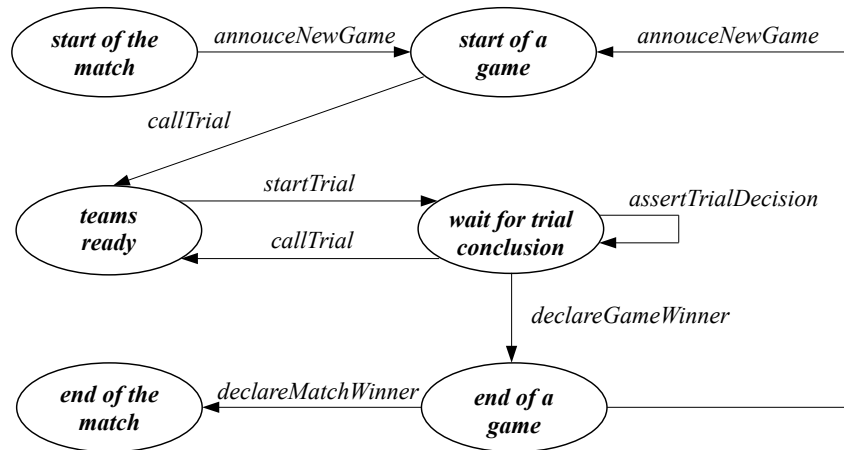 start of the
match
annouceNewGame
start of a
game
annouceNewGame
callTrial
teams
ready
startTrial
callTrial
wait for trial
conclusion
assertTrialDecision
declareGameWinner
end of the
match
declareMatchWinner
end of a
game